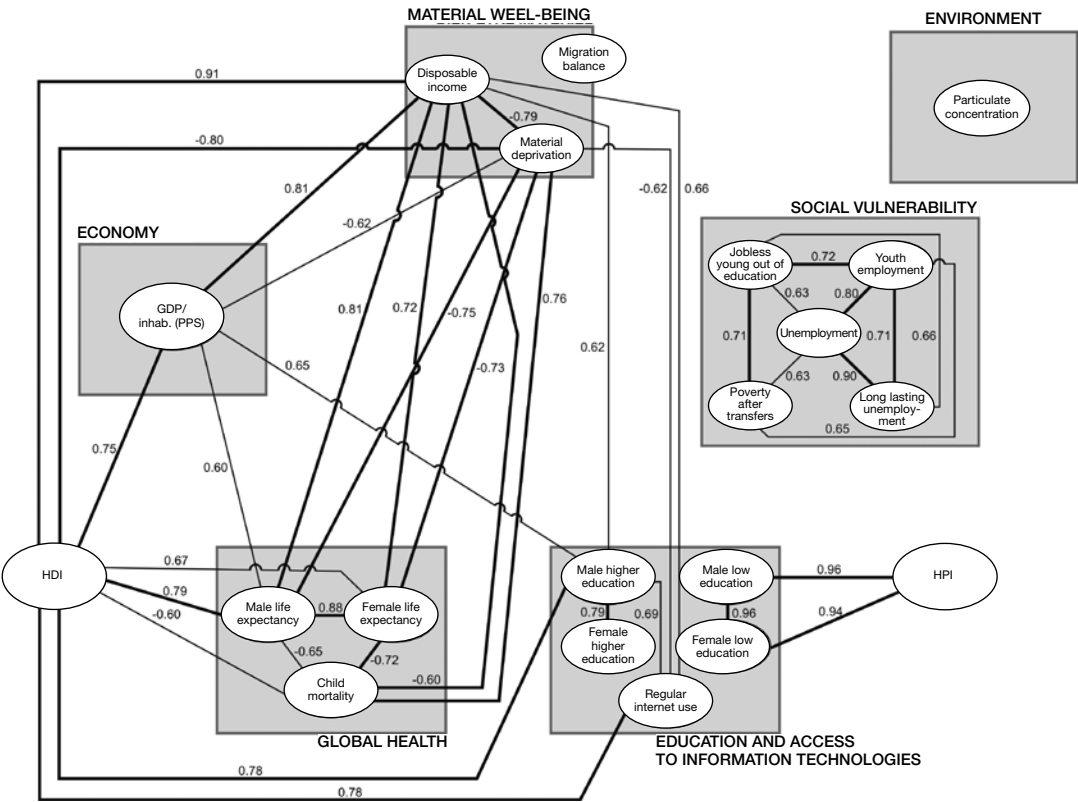 MATERIAL WEEL-BEING
ENVIRONMENT
Migration
balance
Disposable
income
0.91
-0.79
Particulate
concentration
Material
deprivation
-0.80
0.81
-0.62
0.66
-0.62
SOCIAL VULNERABILITY
ECONOMY
Jobless
young out of
education
0.72
Youth
employment
0.63
0.80
GDP/
inhab. (PPS)
0.81
0.72
-0.75
0.76
Unemployment
0.71
0.71
0.66
0.62
0.65
-0.73
0.63
0.90
Poverty
after
transfers
Long lasting
unemploy-
ment
0.65
0.75
0.60
HDI
0.67
0.79
-0.60
Male life
expectancy
0.88
Female life
expectancy
-0.65
-0.72
Child
mortality
-0.60
GLOBAL HEALTH
Male higher
education
Male low
education
0.96
HPI
0.79
0.69
0.96
0.94
Female
higher
education
Female low
education
Regular
internet use
EDUCATION AND ACCESS
TO INFORMATION TECHNOLOGIES
0.78
0.78